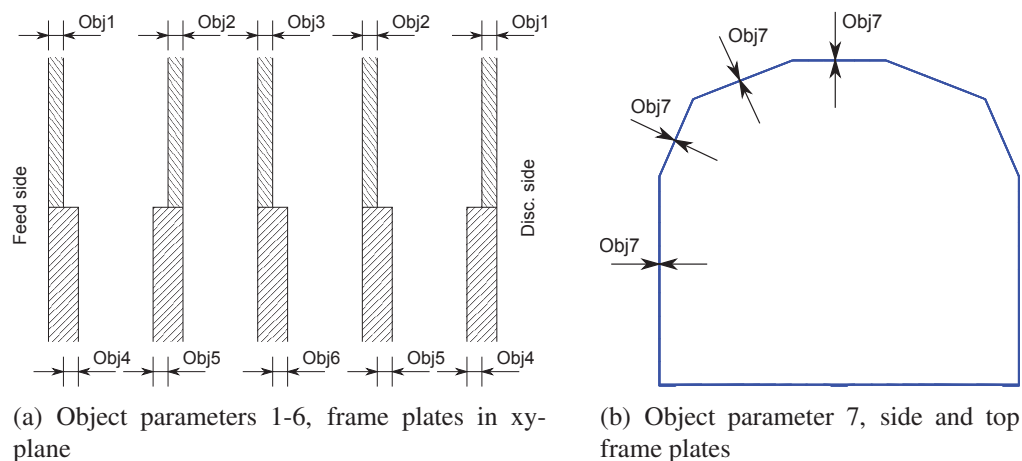 Obj1
Obj2
Obj3
Obj2
Obj1
Feed side
Disc. side
Obj4
Obj5
Obj6
Obj5
Obj4
(a) Object parameters 1-6, frame plates in xy-
plane
Obj7
Obj7
Obj7
Obj7
(b) Object parameter 7, side and top
frame plates